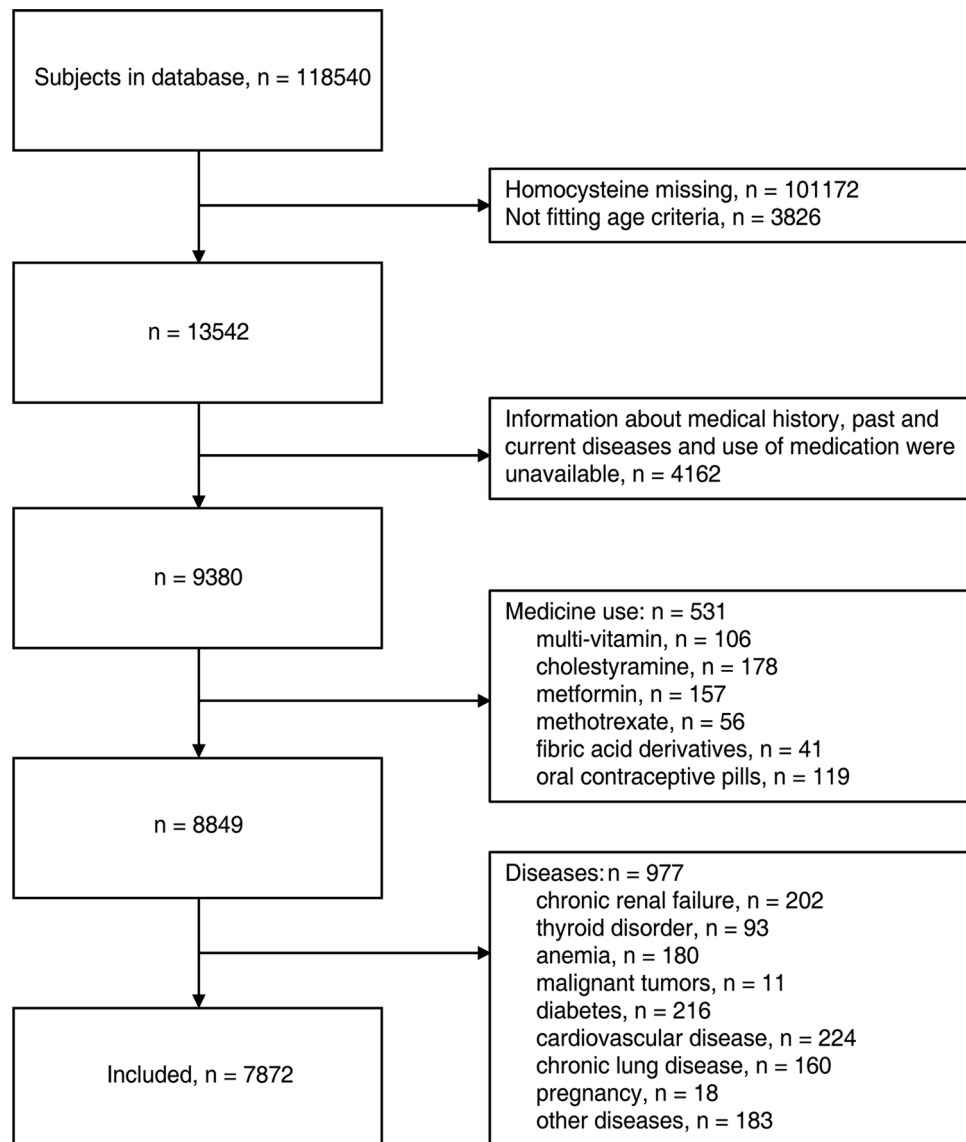 Subjects in database, n = 118540
Homocysteine missing, n = 101172
Not fitting age criteria, n = 3826
n = 13542
Information about medical history, past and
current diseases and use of medication were
unavailable, n = 4162
n = 9380
Medicine use: n = 531
multi-vitamin, n = 106
cholestyramine, n = 178
metformin, n = 157
methotrexate, n = 56
fibric acid derivatives, n = 41
oral contraceptive pills, n = 119
n = 8849
Diseases: n = 977
chronic renal failure, n = 202
thyroid disorder, n = 93
anemia, n = 180
malignant tumors, n = 11
diabetes, n = 216
cardiovascular disease, n = 224
chronic lung disease, n = 160
pregnancy, n = 18
other diseases, n = 183
Included, n = 7872